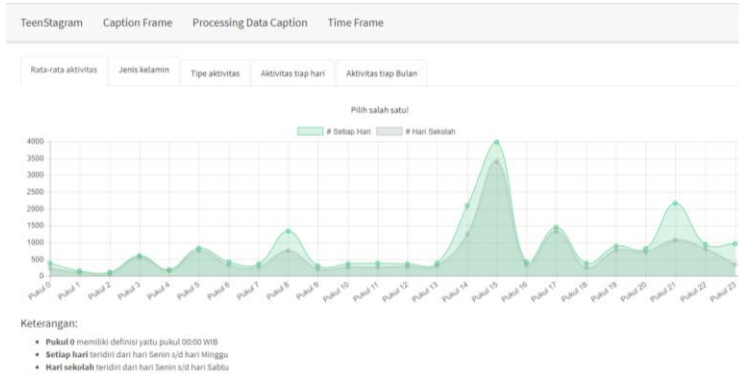 TeenStagram Caption Frame Processing Data Caption Time Frame
Rata-rata aktivitas Jenis kelamin Tipe aktivitas Aktivitas tiap hari Aktivitas tiap Bulan
Pilih salah satu!
# Setiap Hari # Hari Sekolah
4000
3500
3000
2500
2000
1500
1000
500
0
Pukul 0 Pukul 1 Pukul 2 Pukul 3 Pukul 4 Pukul 5 Pukul 6 Pukul 7 Pukul 8 Pukul 9 Pukul 10 Pukul 11 Pukul 12 Pukul 13 Pukul 14 Pukul 15 Pukul 16 Pukul 17 Pukul 18 Pukul 19 Pukul 20 Pukul 21 Pukul 22 Pukul 23
Keterangan:
Pukul 0 memiliki definisi yaitu pukul 00:00 WIB
Setiap hari teridiri dari hari Senin s/d hari Minggu
Hari sekolah teridiri dari hari Senin s/d hari Sabtu